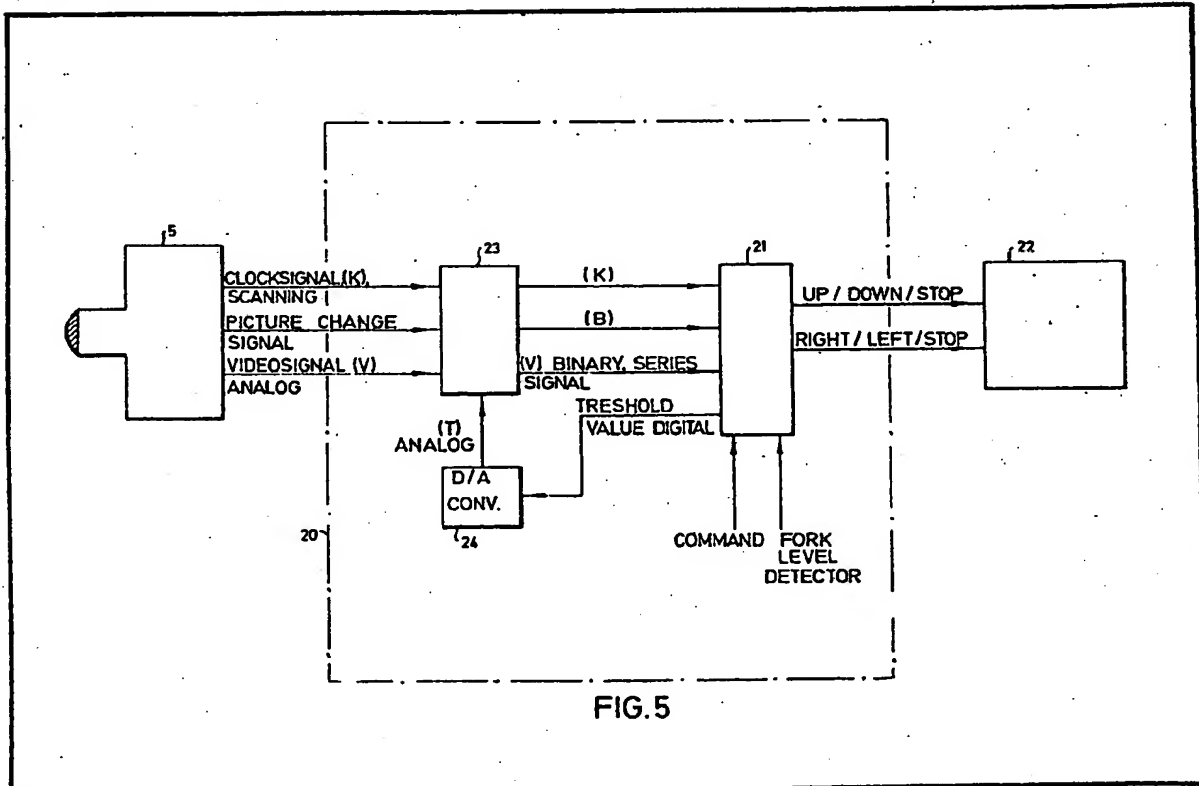 5
CLOCKSIGNAL(K),
SCANNING
PICTURE CHANGE
SIGNAL
VIDEOSIGNAL (V)
ANALOG
23
(K)
(B)
(V) BINARY, SERIES
SIGNAL
TRESHOLD
VALUE DIGITAL
(T)
ANALOG
D/A
CONV.
24
20
21
UP / DOWN / STOP
RIGHT / LEFT / STOP
22
COMMAND
FORK
LEVEL
DETECTOR
FIG.5